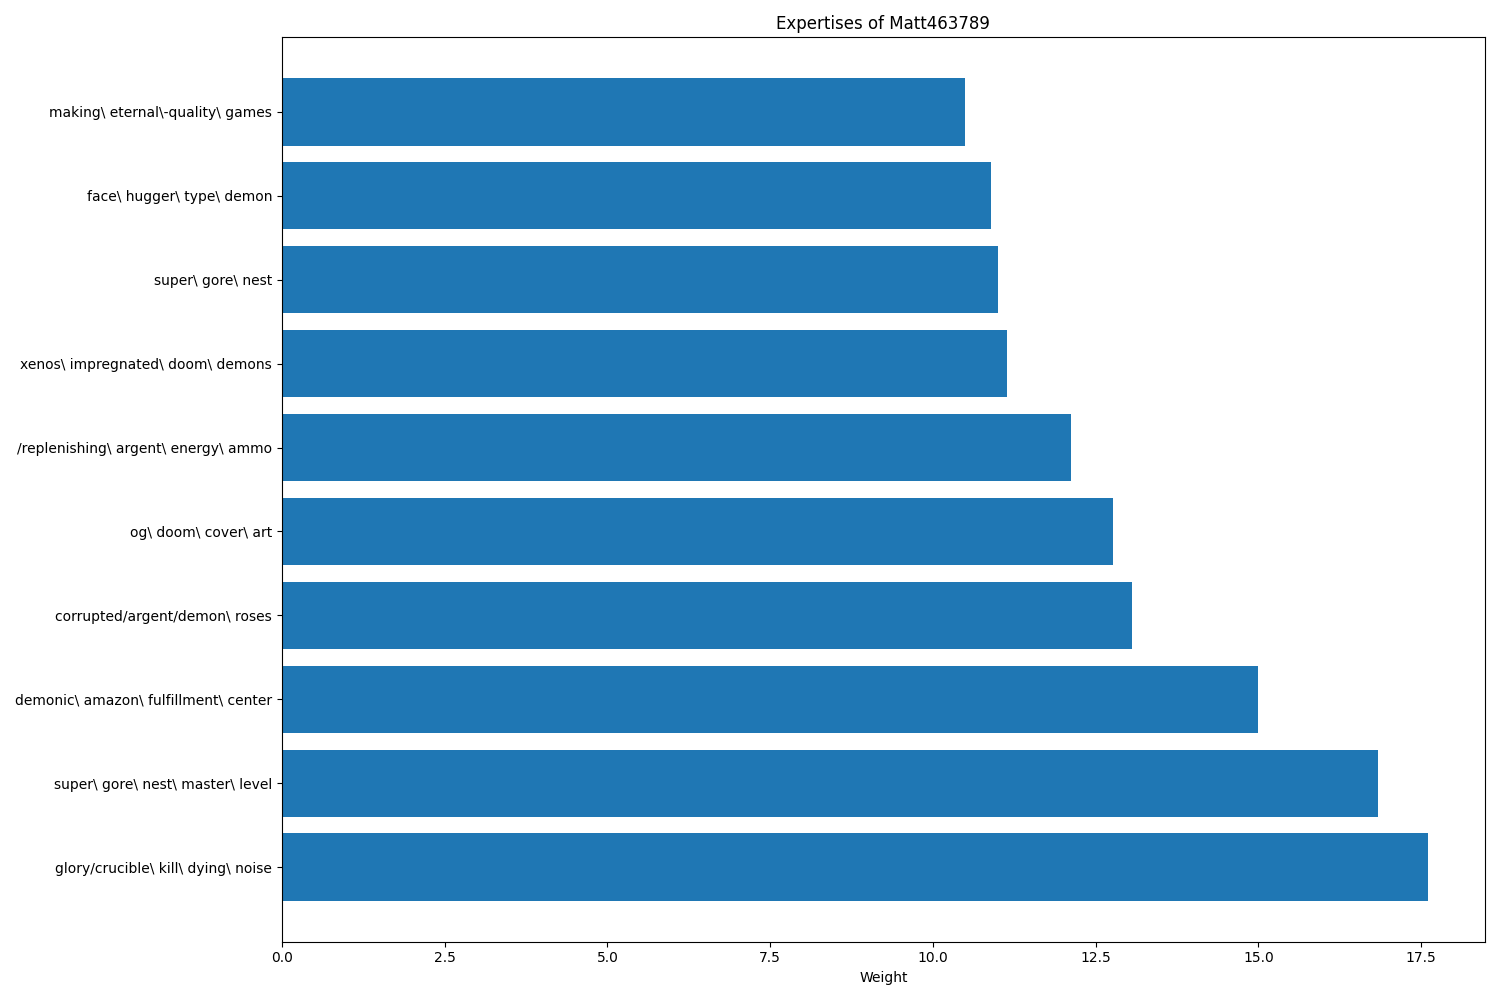 Expertises of Matt463789
making\ eternal\-quality\ games
face\ hugger\ type\ demon
super\ gore\ nest
xenos\ impregnated\ doom\ demons
/replenishing\ argent\ energy\ ammo
og\ doom\ cover\ art
corrupted/argent/demon\ roses
demonic\ amazon\ fulfillment\ center
super\ gore\ nest\ master\ level
glory/crucible\ kill\ dying\ noise
0.0 2.5 5.0 7.5 10.0 12.5 15.0 17.5
Weight